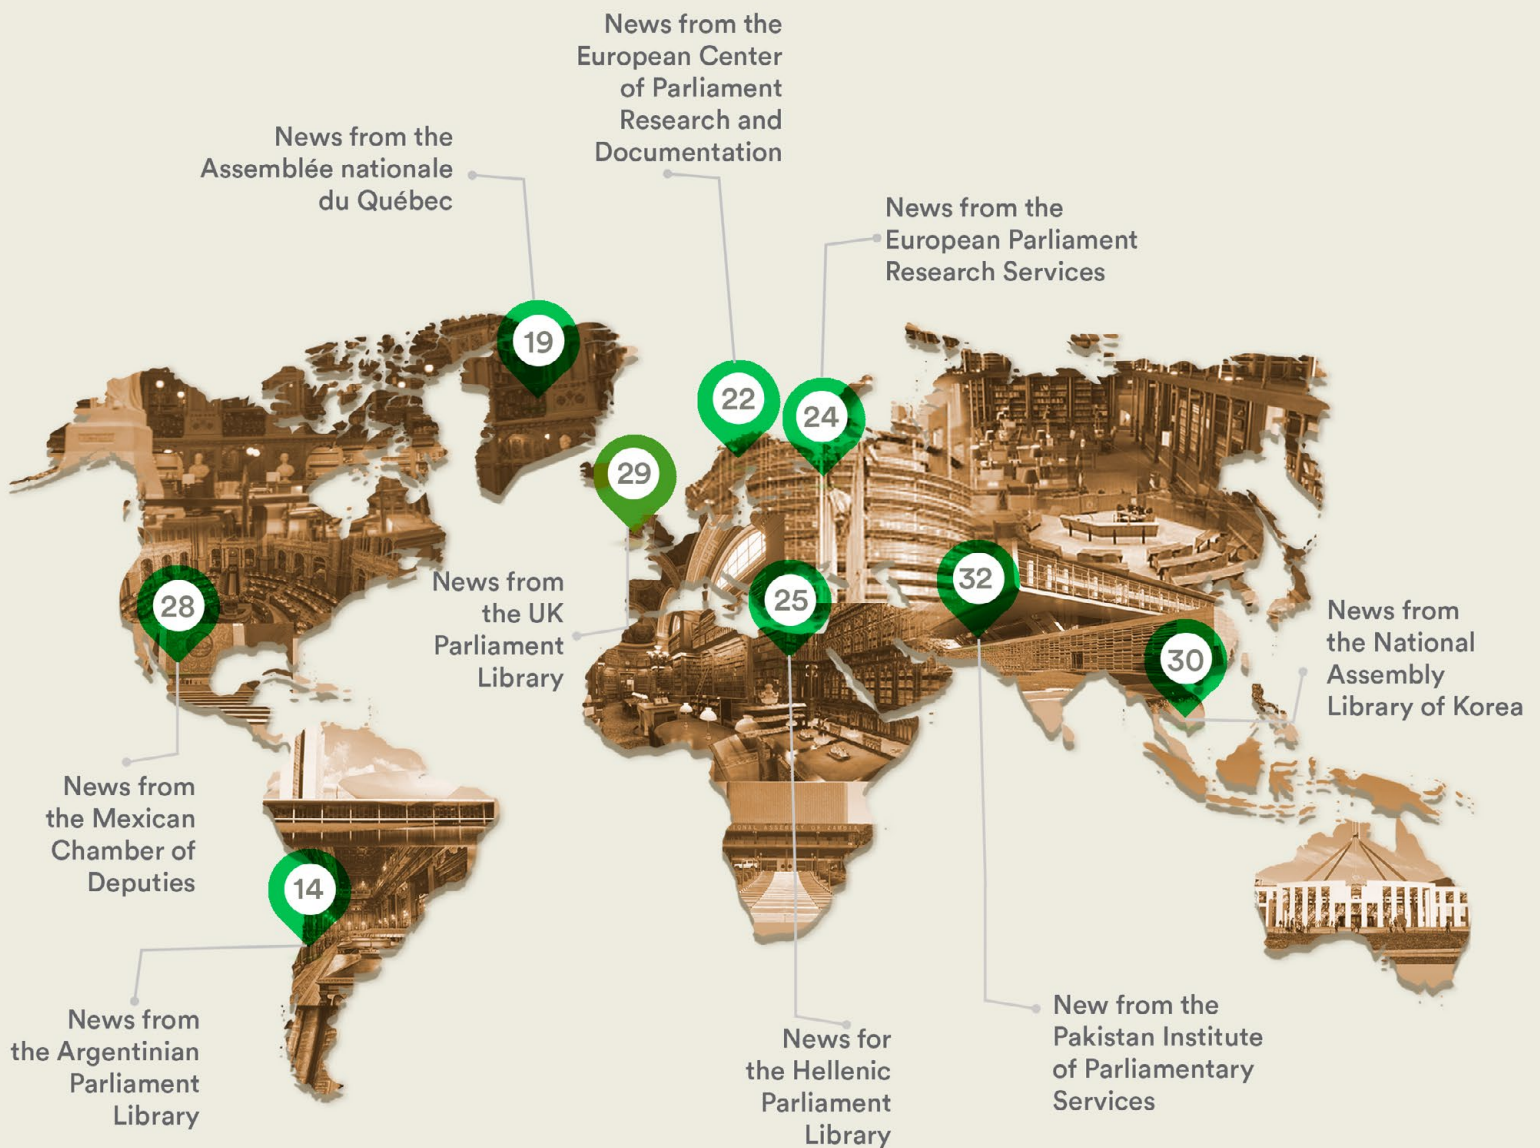 News from the
European Center
of Parliament
Research and
Documentation
News from the
Assemblée nationale
du Québec
News from the
European Parliament
Research Services
19
22
24
29
28
25
32
30
14
News from
the UK
Parliament
Library
News from
the National
Assembly
Library of Korea
News from
the Mexican
Chamber of
Deputies
News from
the Argentinian
Parliament
Library
News for
the Hellenic
Parliament
Library
New from the
Pakistan Institute
of Parliamentary
Services